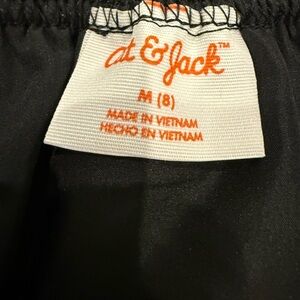 at & Jack™
M (8)
MADE IN VIETNAM
HECHO EN VIETNAM